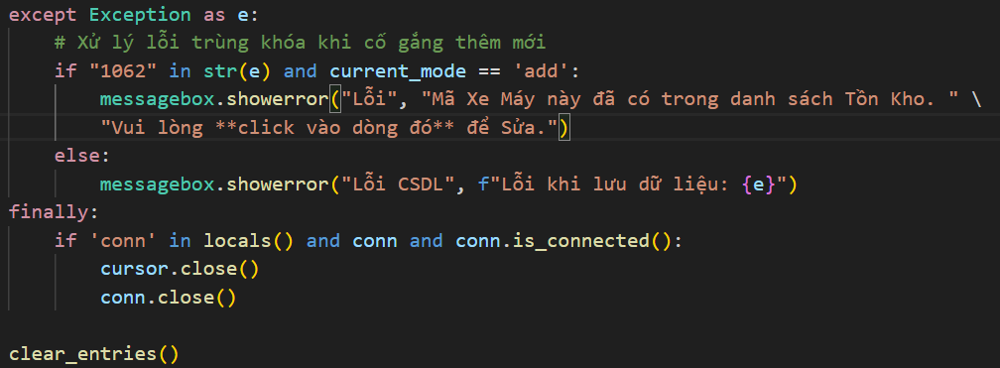 except Exception as e:
# Xử lý lỗi trùng khóa khi cố gắng thêm mới
if "1062" in str(e) and current_mode == 'add':
messagebox.showerror("Lỗi", "Mã Xe Máy này đã có trong danh sách Tồn Kho. " \
"Vui lòng **click vào dòng đó** để Sửa.")
else:
messagebox.showerror("Lỗi CSDL", f"Lỗi khi lưu dữ liệu: {e}")
finally:
if 'conn' in locals() and conn and conn.is_connected():
cursor.close()
conn.close()
clear_entries()